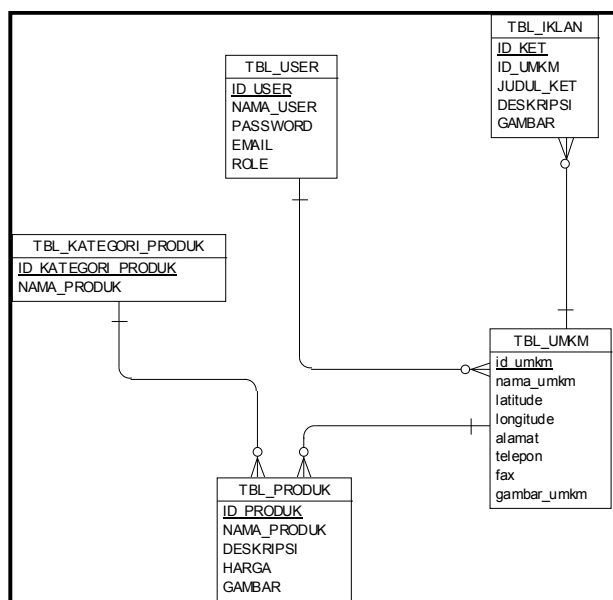 TBL_IKLAN
ID_KET
ID_UMKM
JUDUL_KET
DESKRIPSI
GAMBAR
TBL_USER
ID_USER
NAMA_USER
PASSWORD
EMAIL
ROLE
TBL_KATEGORI_PRODUK
ID_KATEGORI_PRODUK
NAMA_PRODUK
TBL_UMKM
id_umkm
nama_umkm
latitude
longitude
alamat
telepon
fax
gambar_umkm
TBL_PRODUK
ID_PRODUK
NAMA_PRODUK
DESKRIPSI
HARGA
GAMBAR